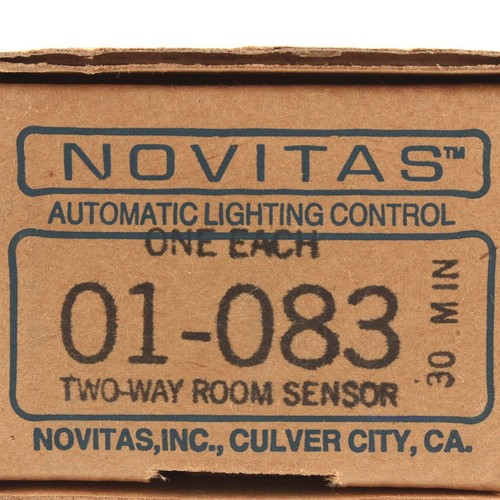 NOVITAS™
AUTOMATIC LIGHTING CONTROL
ONE EACH
01-083
30 MIN
TWO-WAY ROOM SENSOR
NOVITAS,INC., CULVER CITY, CA.